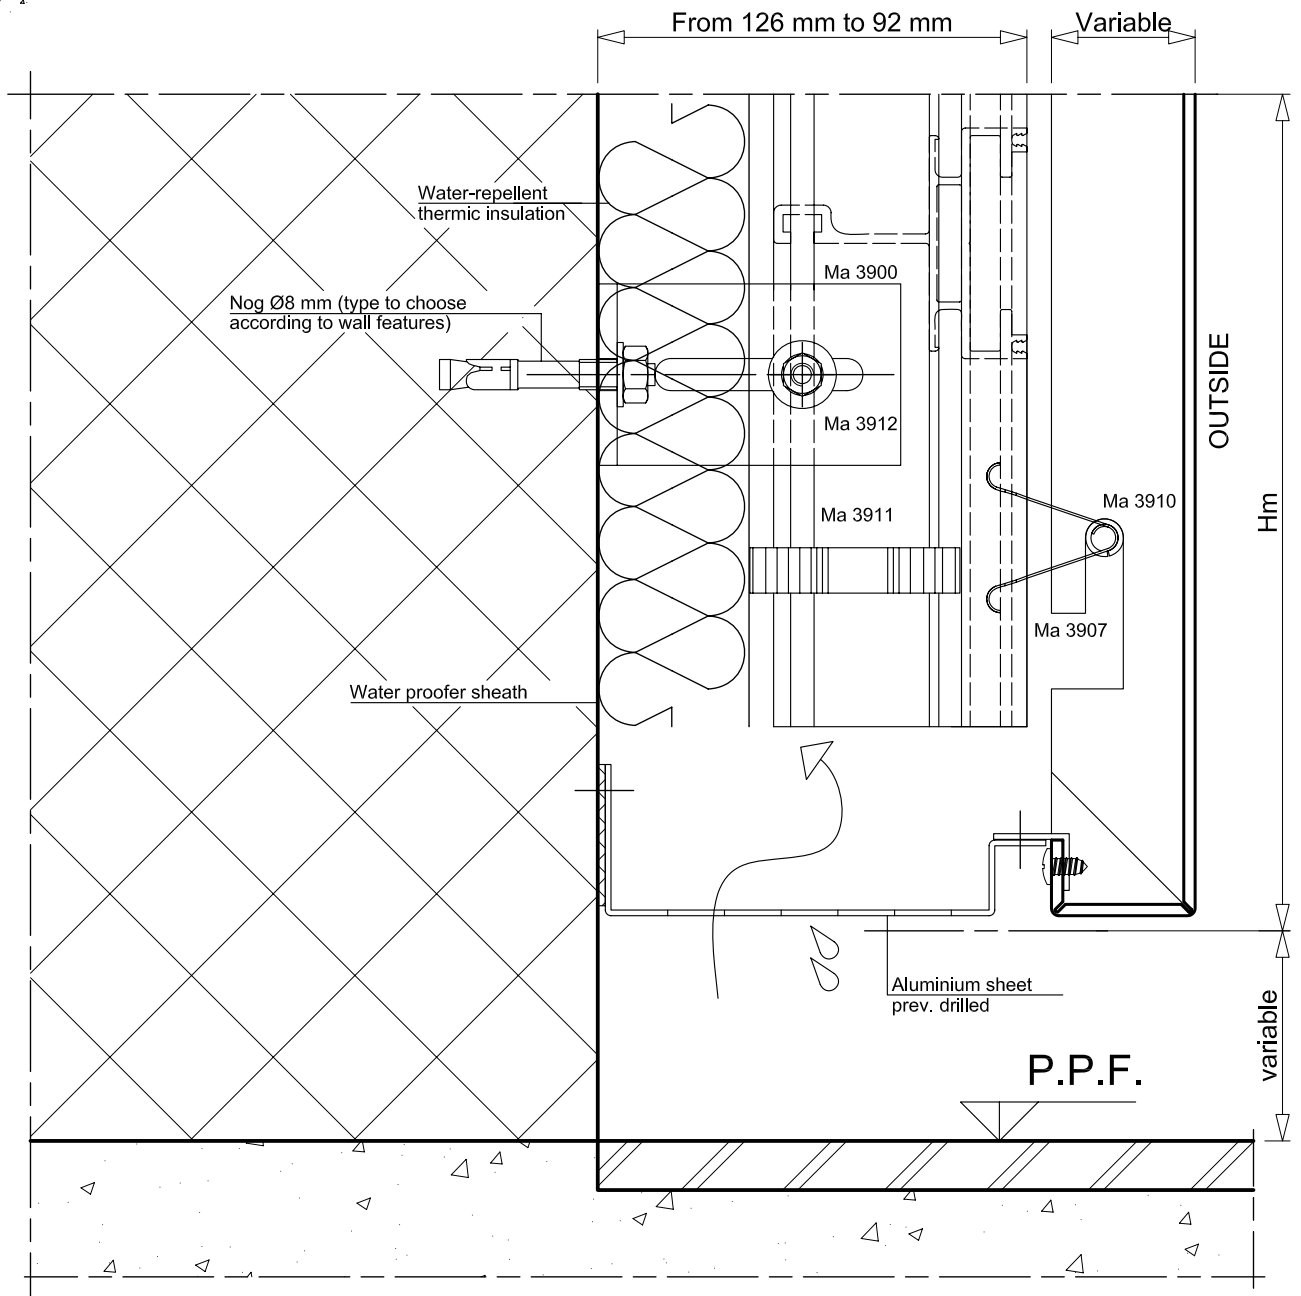 From 126 mm to 92 mm
Variable
Water-repellent
thermic insulation
Ma 3900
Nog Ø8 mm (type to choose
according to wall features)
OUTSIDE
Ma 3912
Ma 3910
Hm
Ma 3911
Ma 3907
Water proofer sheath
Aluminium sheet
prev. drilled
variable
P.P.F.